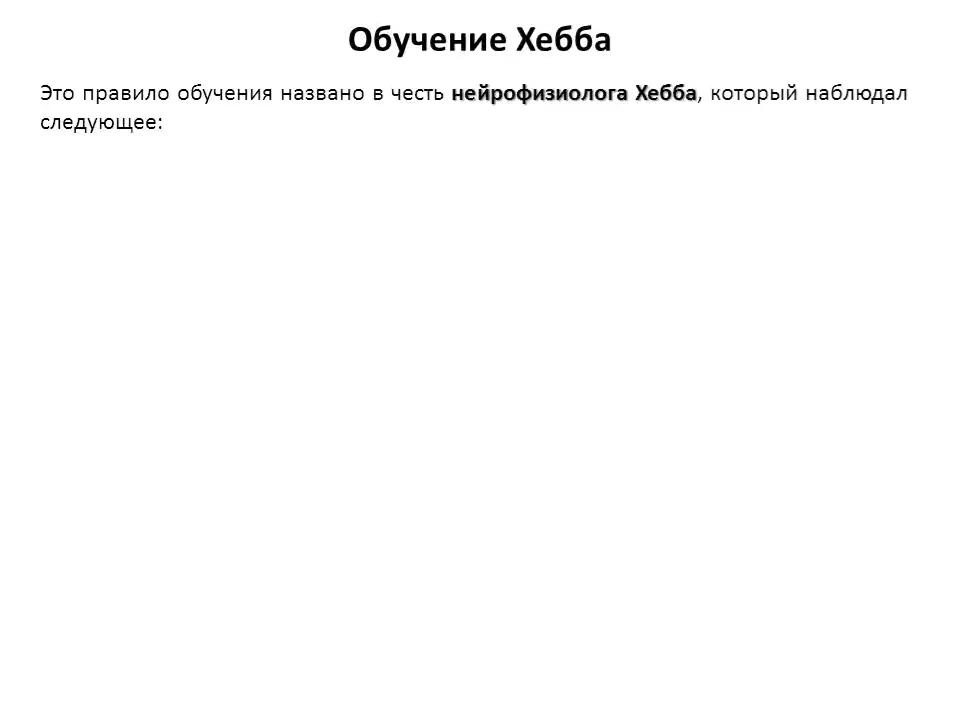 Обучение Хебба
Это правило обучения названо в честь нейрофизиолога Хебба, который наблюдал
следующее: